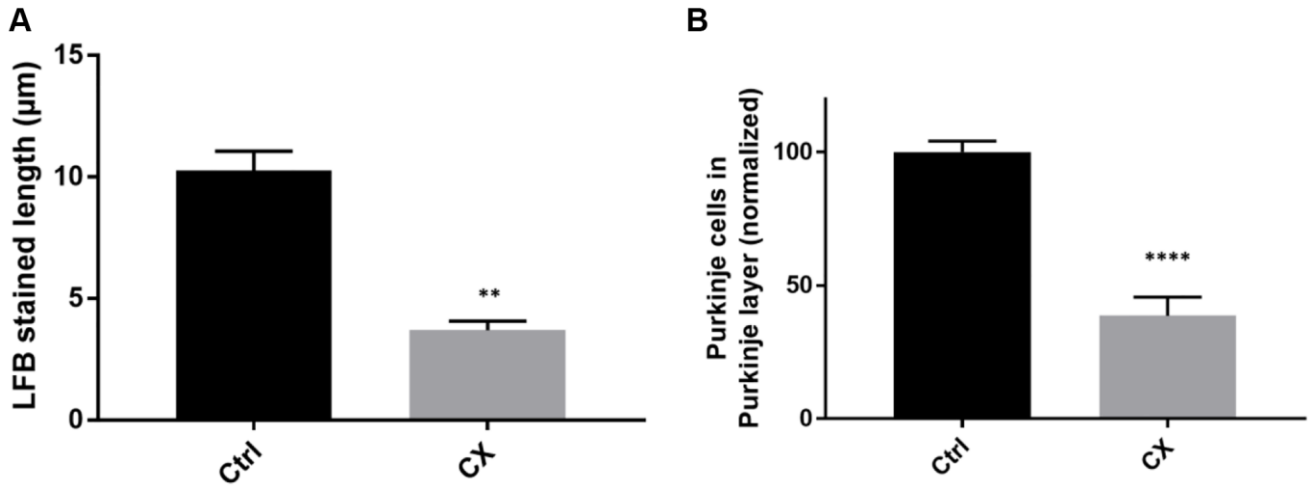 A
LFB stained length (µm)
15
10
5
0
**
Ctrl
CX
B
Purkinje cells in
Purkinje layer (normalized)
100
50
0
****
Ctrl
CX